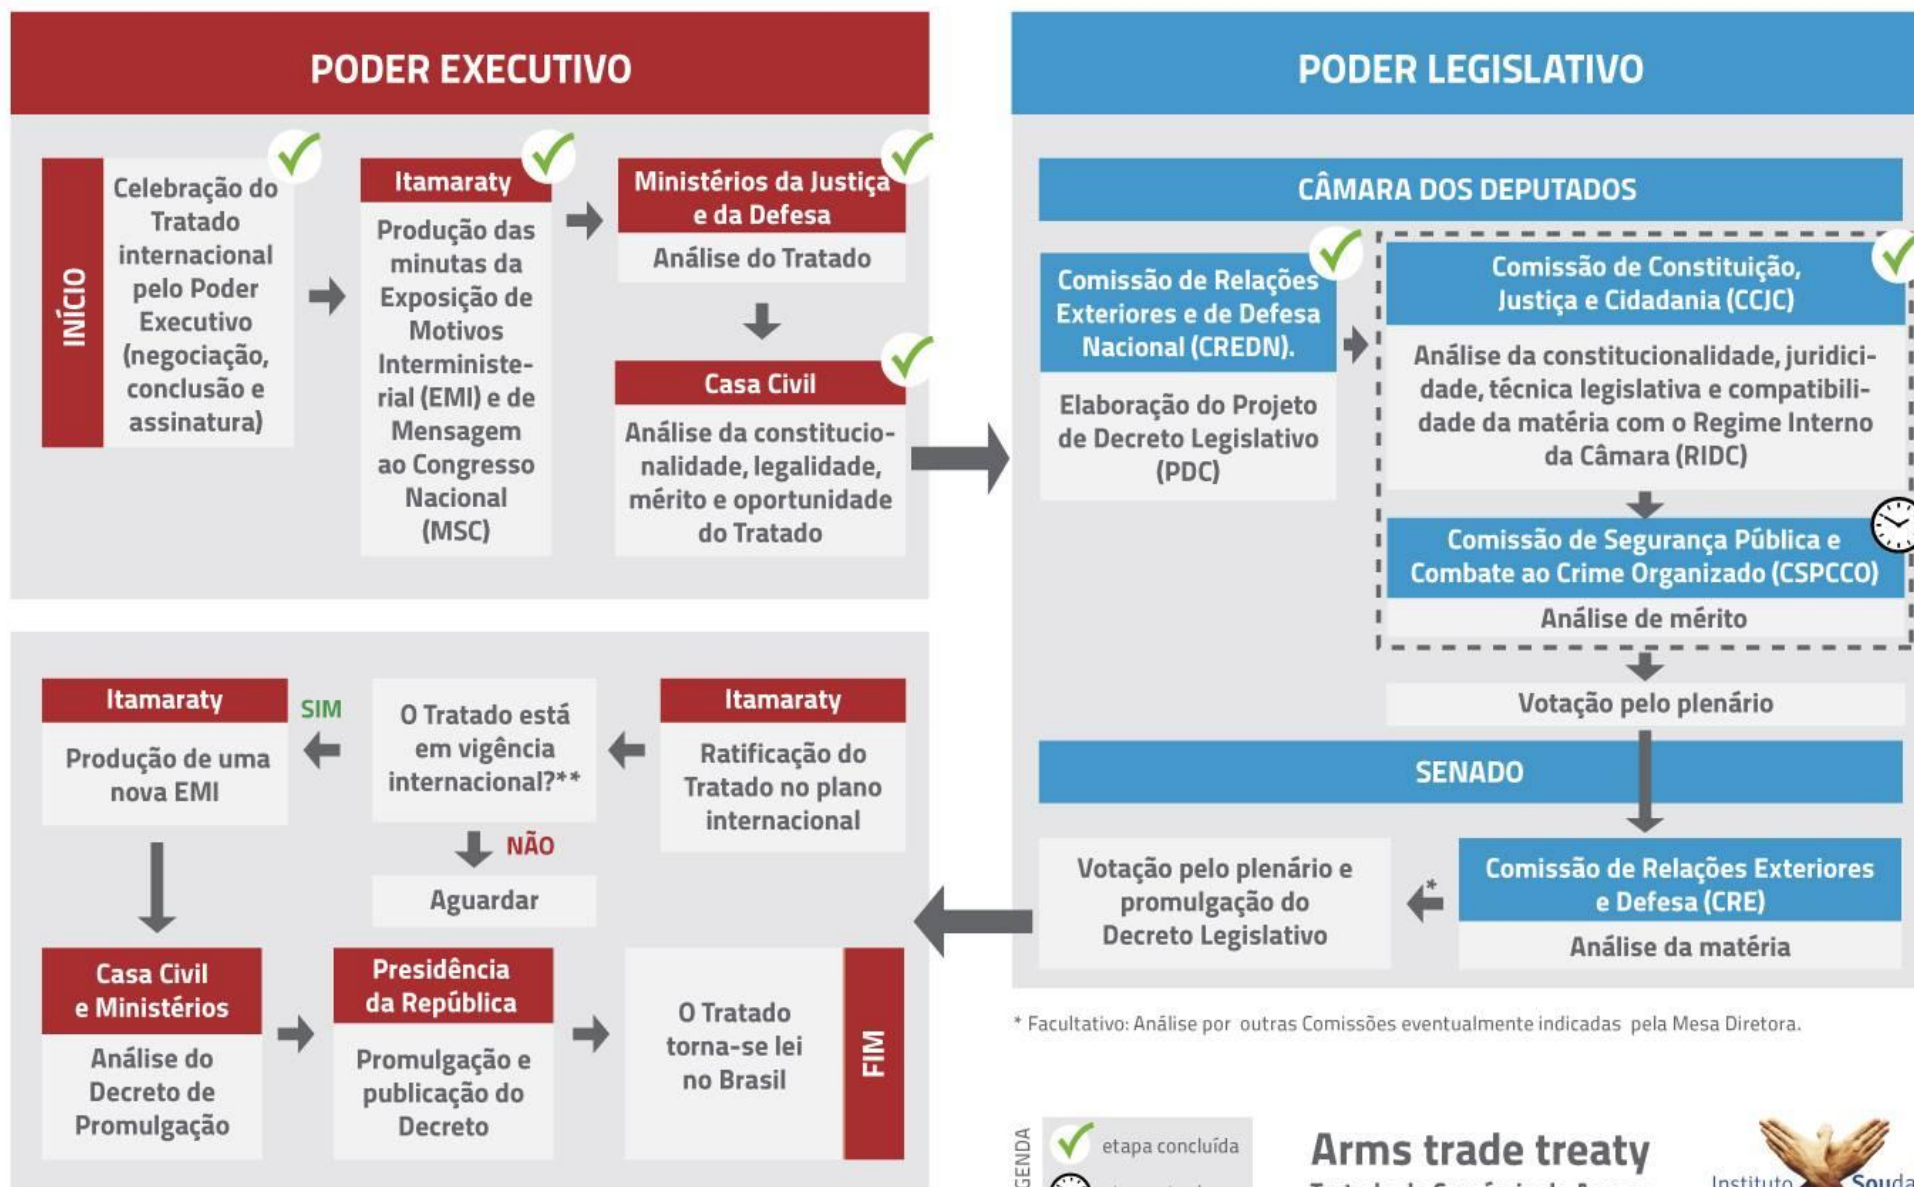 PODER EXECUTIVO
INÍCIO
Celebração do
Tratado
internacional
pelo Poder
Executivo
(negociação,
conclusão e
assinatura)
Itamaraty
Produção das
minutas da
Exposição de
Motivos
Interministe-
rial (EMI) e de
Mensagem
ao Congresso
Nacional
(MSC)
Ministérios da Justiça
e da Defesa
Análise do Tratado
Casa Civil
Análise da constitucio-
nalidade, legalidade,
mérito e oportunidade
do Tratado
PODER LEGISLATIVO
CÂMARA DOS DEPUTADOS
Comissão de Relações
Exteriores e de Defesa
Nacional (CREDN).
Elaboração do Projeto
de Decreto Legislativo
(PDC)
Comissão de Constituição,
Justiça e Cidadania (CCJC)
Análise da constitucionalidade, juridici-
dade, técnica legislativa e compatibili-
dade da matéria com o Regime Interno
da Câmara (RIDC)
Comissão de Segurança Pública e
Combate ao Crime Organizado (CSPCCO)
Análise de mérito
Votação pelo plenário
SENADO
Comissão de Relações Exteriores
e Defesa (CRE)
Análise da matéria
*
Votação pelo plenário e
promulgação do
Decreto Legislativo
* Facultativo: Análise por outras Comissões eventualmente indicadas pela Mesa Diretora.
Itamaraty
Ratificação do
Tratado no plano
internacional
O Tratado está
em vigência
internacional?**
SIM
NÃO
Aguardar
Itamaraty
Produção de uma
nova EMI
Casa Civil
e Ministérios
Análise do
Decreto de
Promulgação
Presidência
da República
Promulgação e
publicação do
Decreto
O Tratado
torna-se lei
no Brasil
FIM
etapa concluída
Arms trade treaty
Instituto Sou da